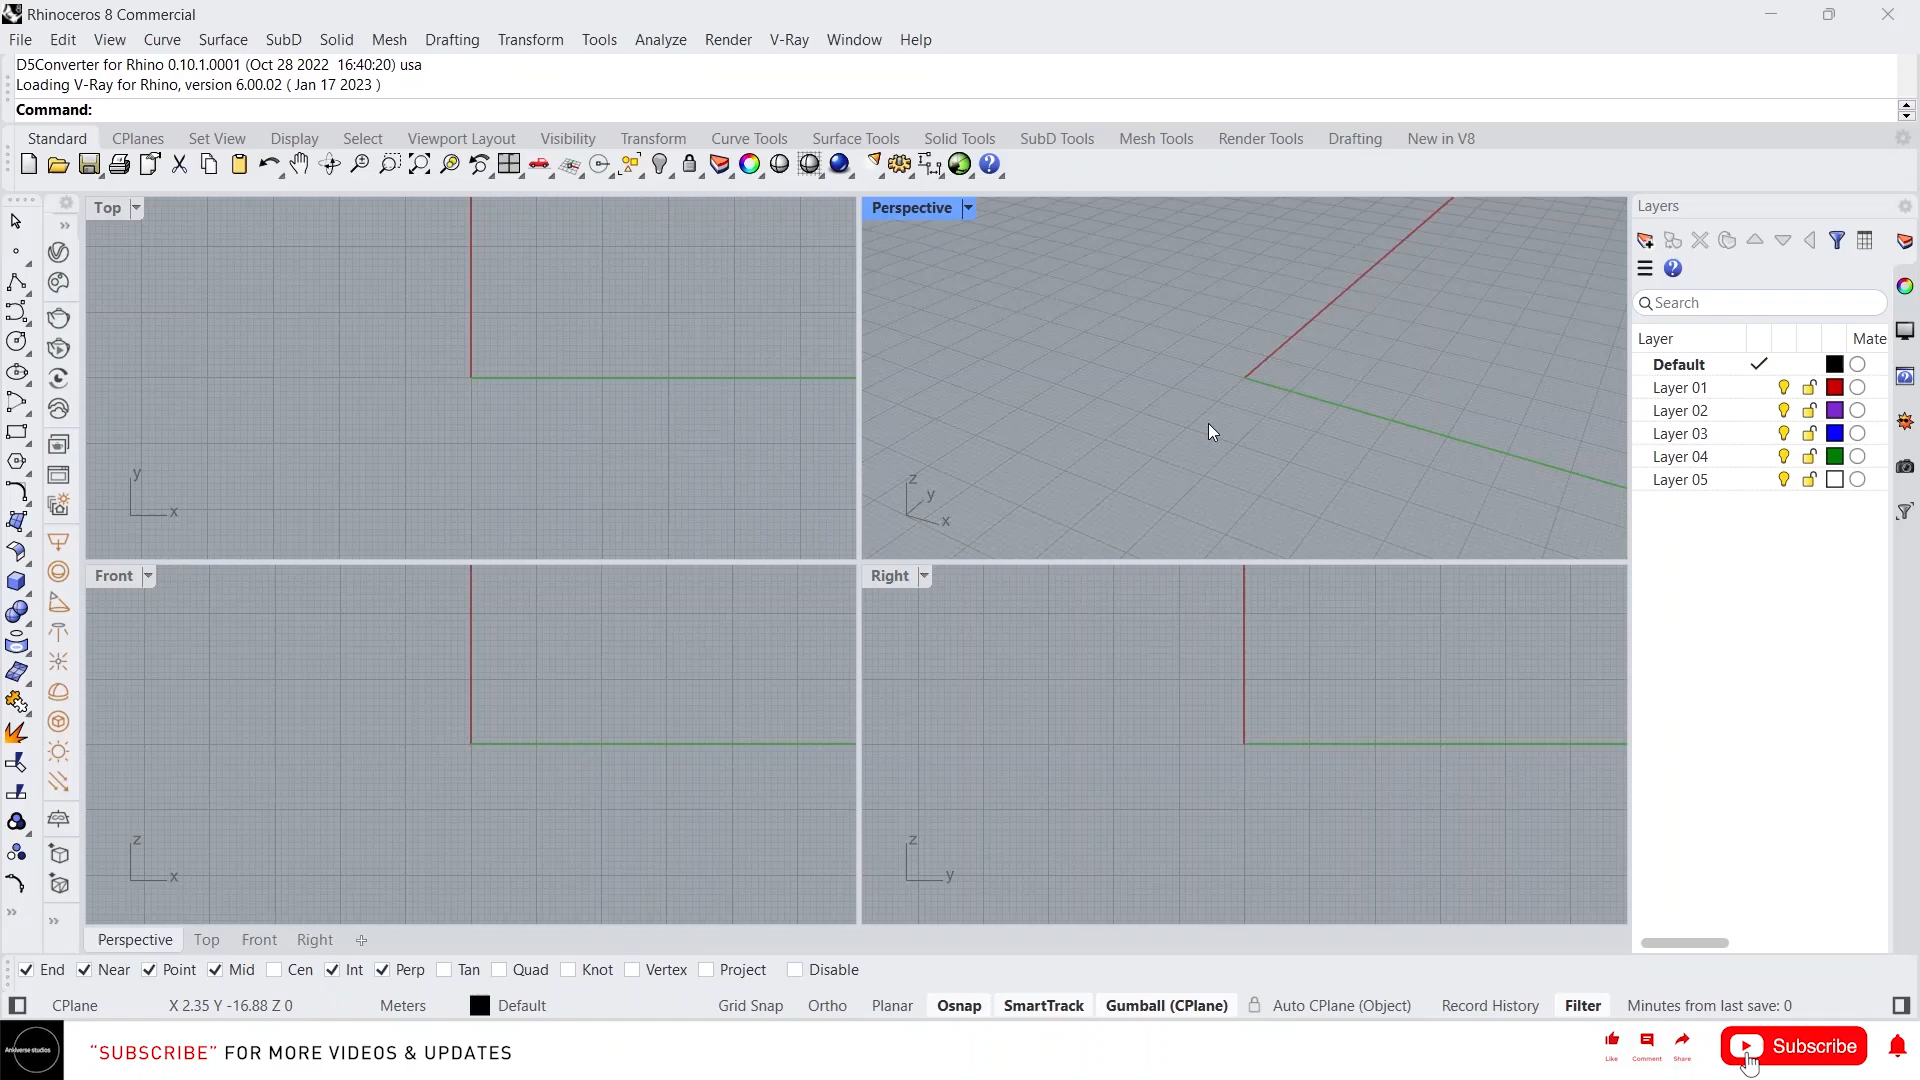 Rhinoceros 8 Commercial
File Edit View Curve Surface SubD Solid Mesh Drafting Transform Tools Analyze Render V-Ray Window Help
D5Converter for Rhino 0.10.1.0001 (Oct 28 2022 16:40:20) usa
Loading V-Ray for Rhino, version 6.00.02 ( Jan 17 2023 )
Command:
Standard CPlanes Set View Display Select Viewport Layout Visibility Transform Curve Tools Surface Tools Solid Tools SubD Tools Mesh Tools Render Tools Drafting New in V8
Top
y
x
Perspective
z
y
x
Front
z
x
Right
z
y
Layers
Search
Layer Mate
Default
Layer 01
Layer 02
Layer 03
Layer 04
Layer 05
Perspective Top Front Right
End Near Point Mid Cen Int Perp Tan Quad Knot Vertex Project Disable
CPlane X 2.35 Y -16.88 Z 0 Meters Default Grid Snap Ortho Planar Osnap SmartTrack Gumball (CPlane) Auto CPlane (Object) Record History Filter Minutes from last save: 0
"SUBSCRIBE" FOR MORE VIDEOS & UPDATES
Like Comment Share
Subscribe